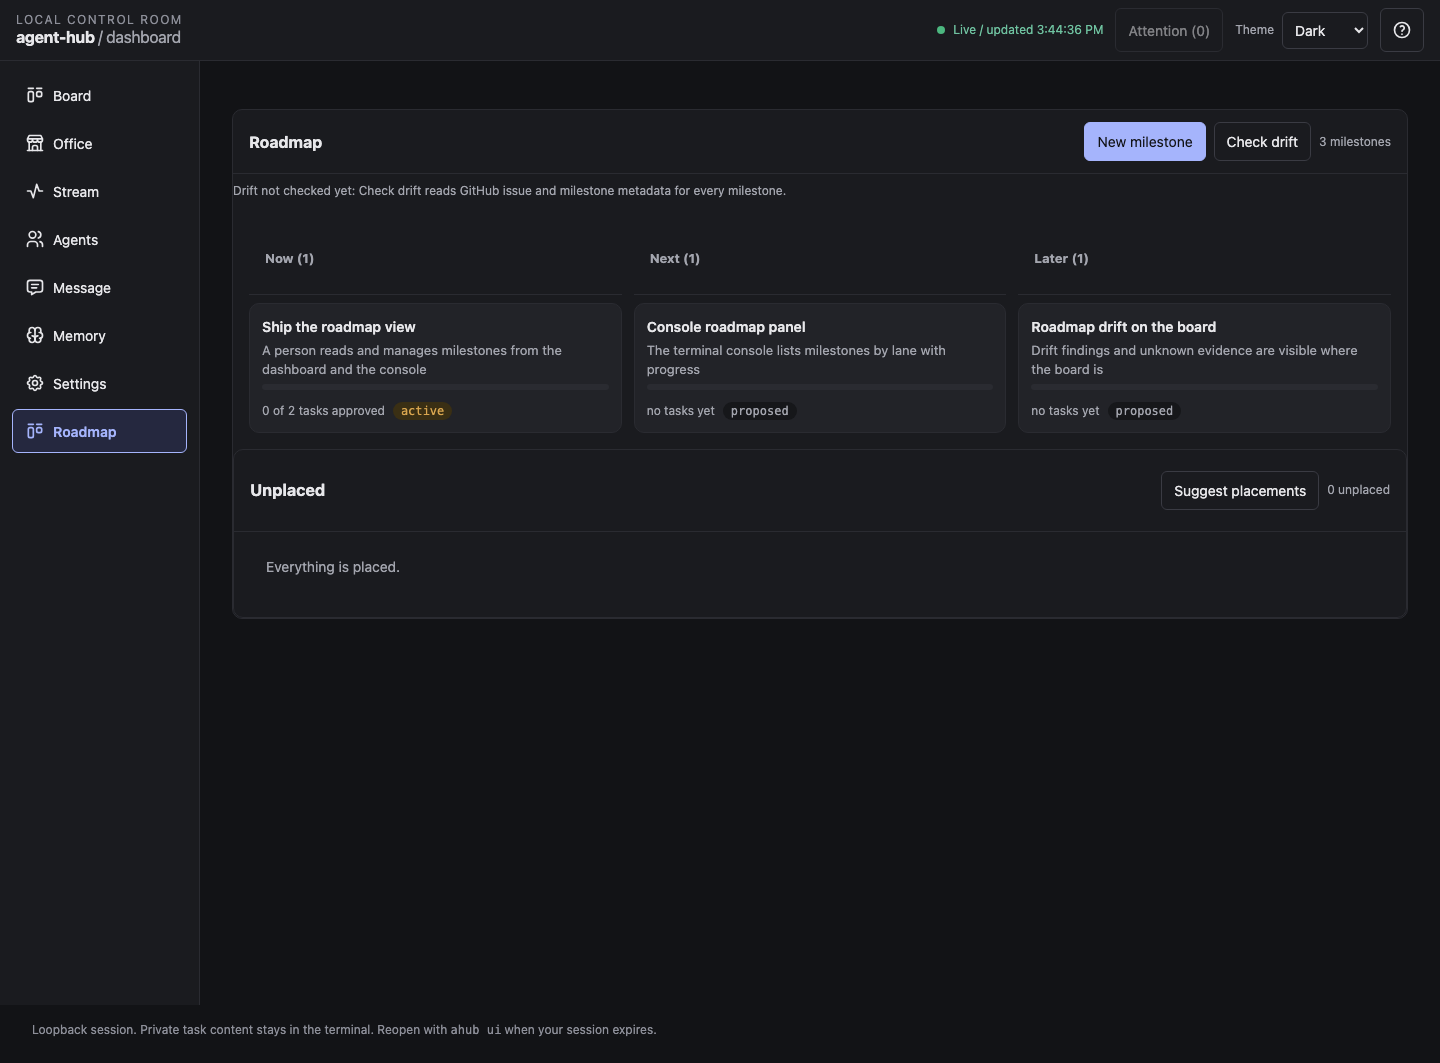 LOCAL CONTROL ROOM
agent-hub / dashboard
Live / updated 3:44:36 PM
Attention (0)
Theme
Dark
Board
Office
Stream
Agents
Message
Memory
Settings
Roadmap
Roadmap
New milestone
Check drift
3 milestones
Drift not checked yet: Check drift reads GitHub issue and milestone metadata for every milestone.
Now (1)
Ship the roadmap view
A person reads and manages milestones from the
dashboard and the console
0 of 2 tasks approved active
Next (1)
Console roadmap panel
The terminal console lists milestones by lane with
progress
no tasks yet proposed
Later (1)
Roadmap drift on the board
Drift findings and unknown evidence are visible where
the board is
no tasks yet proposed
Unplaced
Suggest placements
0 unplaced
Everything is placed.
Loopback session. Private task content stays in the terminal. Reopen with ahub ui when your session expires.